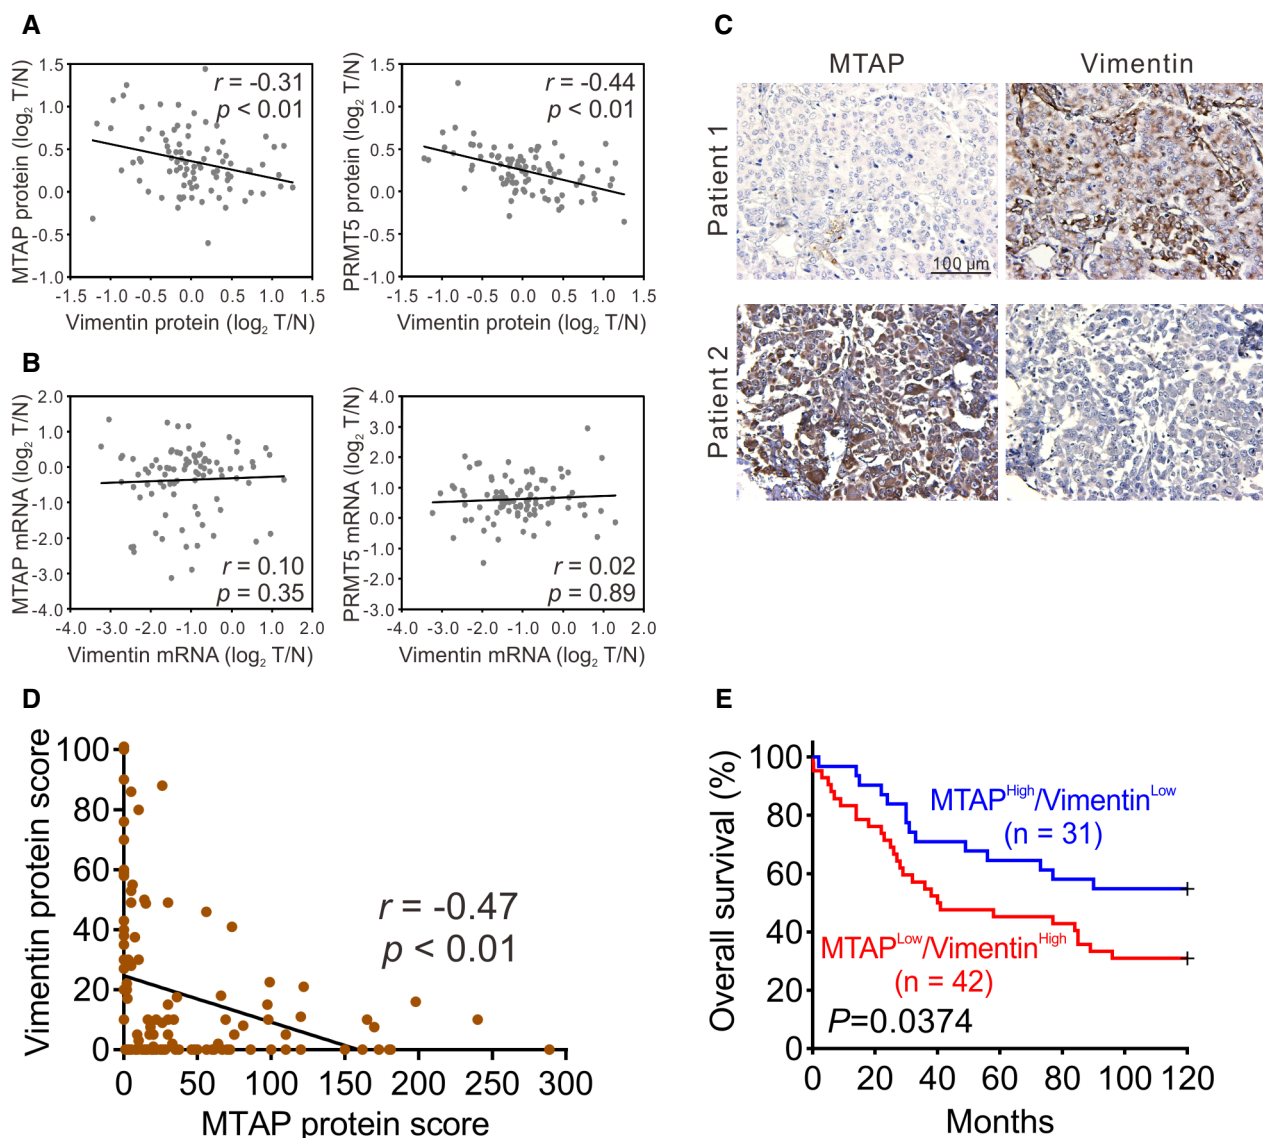 A
MTAP protein (log₂ T/N)
1.5
1.0
0.5
0.0
-0.5
-1.0
r = -0.31
p < 0.01
-1.5 -1.0 -0.5 0.0 0.5 1.0 1.5
Vimentin protein (log₂ T/N)
PRMT5 protein (log₂ T/N)
1.5
1.0
0.5
0.0
-0.5
-1.0
r = -0.44
p < 0.01
-1.5 -1.0 -0.5 0.0 0.5 1.0 1.5
Vimentin protein (log₂ T/N)
B
MTAP mRNA (log₂ T/N)
2.0
1.0
0.0
-1.0
-2.0
-3.0
-4.0
r = 0.10
p = 0.35
-4.0 -3.0 -2.0 -1.0 0.0 1.0 2.0
Vimentin mRNA (log₂ T/N)
PRMT5 mRNA (log₂ T/N)
4.0
3.0
2.0
1.0
0.0
-1.0
-2.0
-3.0
r = 0.02
p = 0.89
-4.0 -3.0 -2.0 -1.0 0.0 1.0 2.0
Vimentin mRNA (log₂ T/N)
C
MTAP Vimentin
Patient 1
100 µm
Patient 2
D
Vimentin protein score
100
80
60
40
20
0
r = -0.47
p < 0.01
0 50 100 150 200 250 300
MTAP protein score
E
Overall survival (%)
100
80
60
40
20
0
MTAP^High/Vimentin^Low
(n = 31)
MTAP^Low/Vimentin^High
(n = 42)
P=0.0374
0 20 40 60 80 100 120
Months